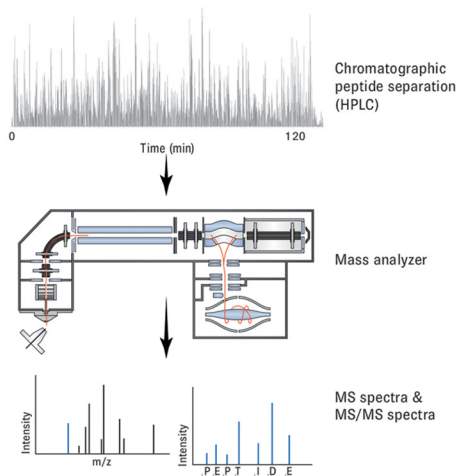 Chromatographic
peptide separation
(HPLC)
0
120
Time (min)
Mass analyzer
MS spectra &
MS/MS spectra
Intensity
m/z
Intensity
P E P T I D E